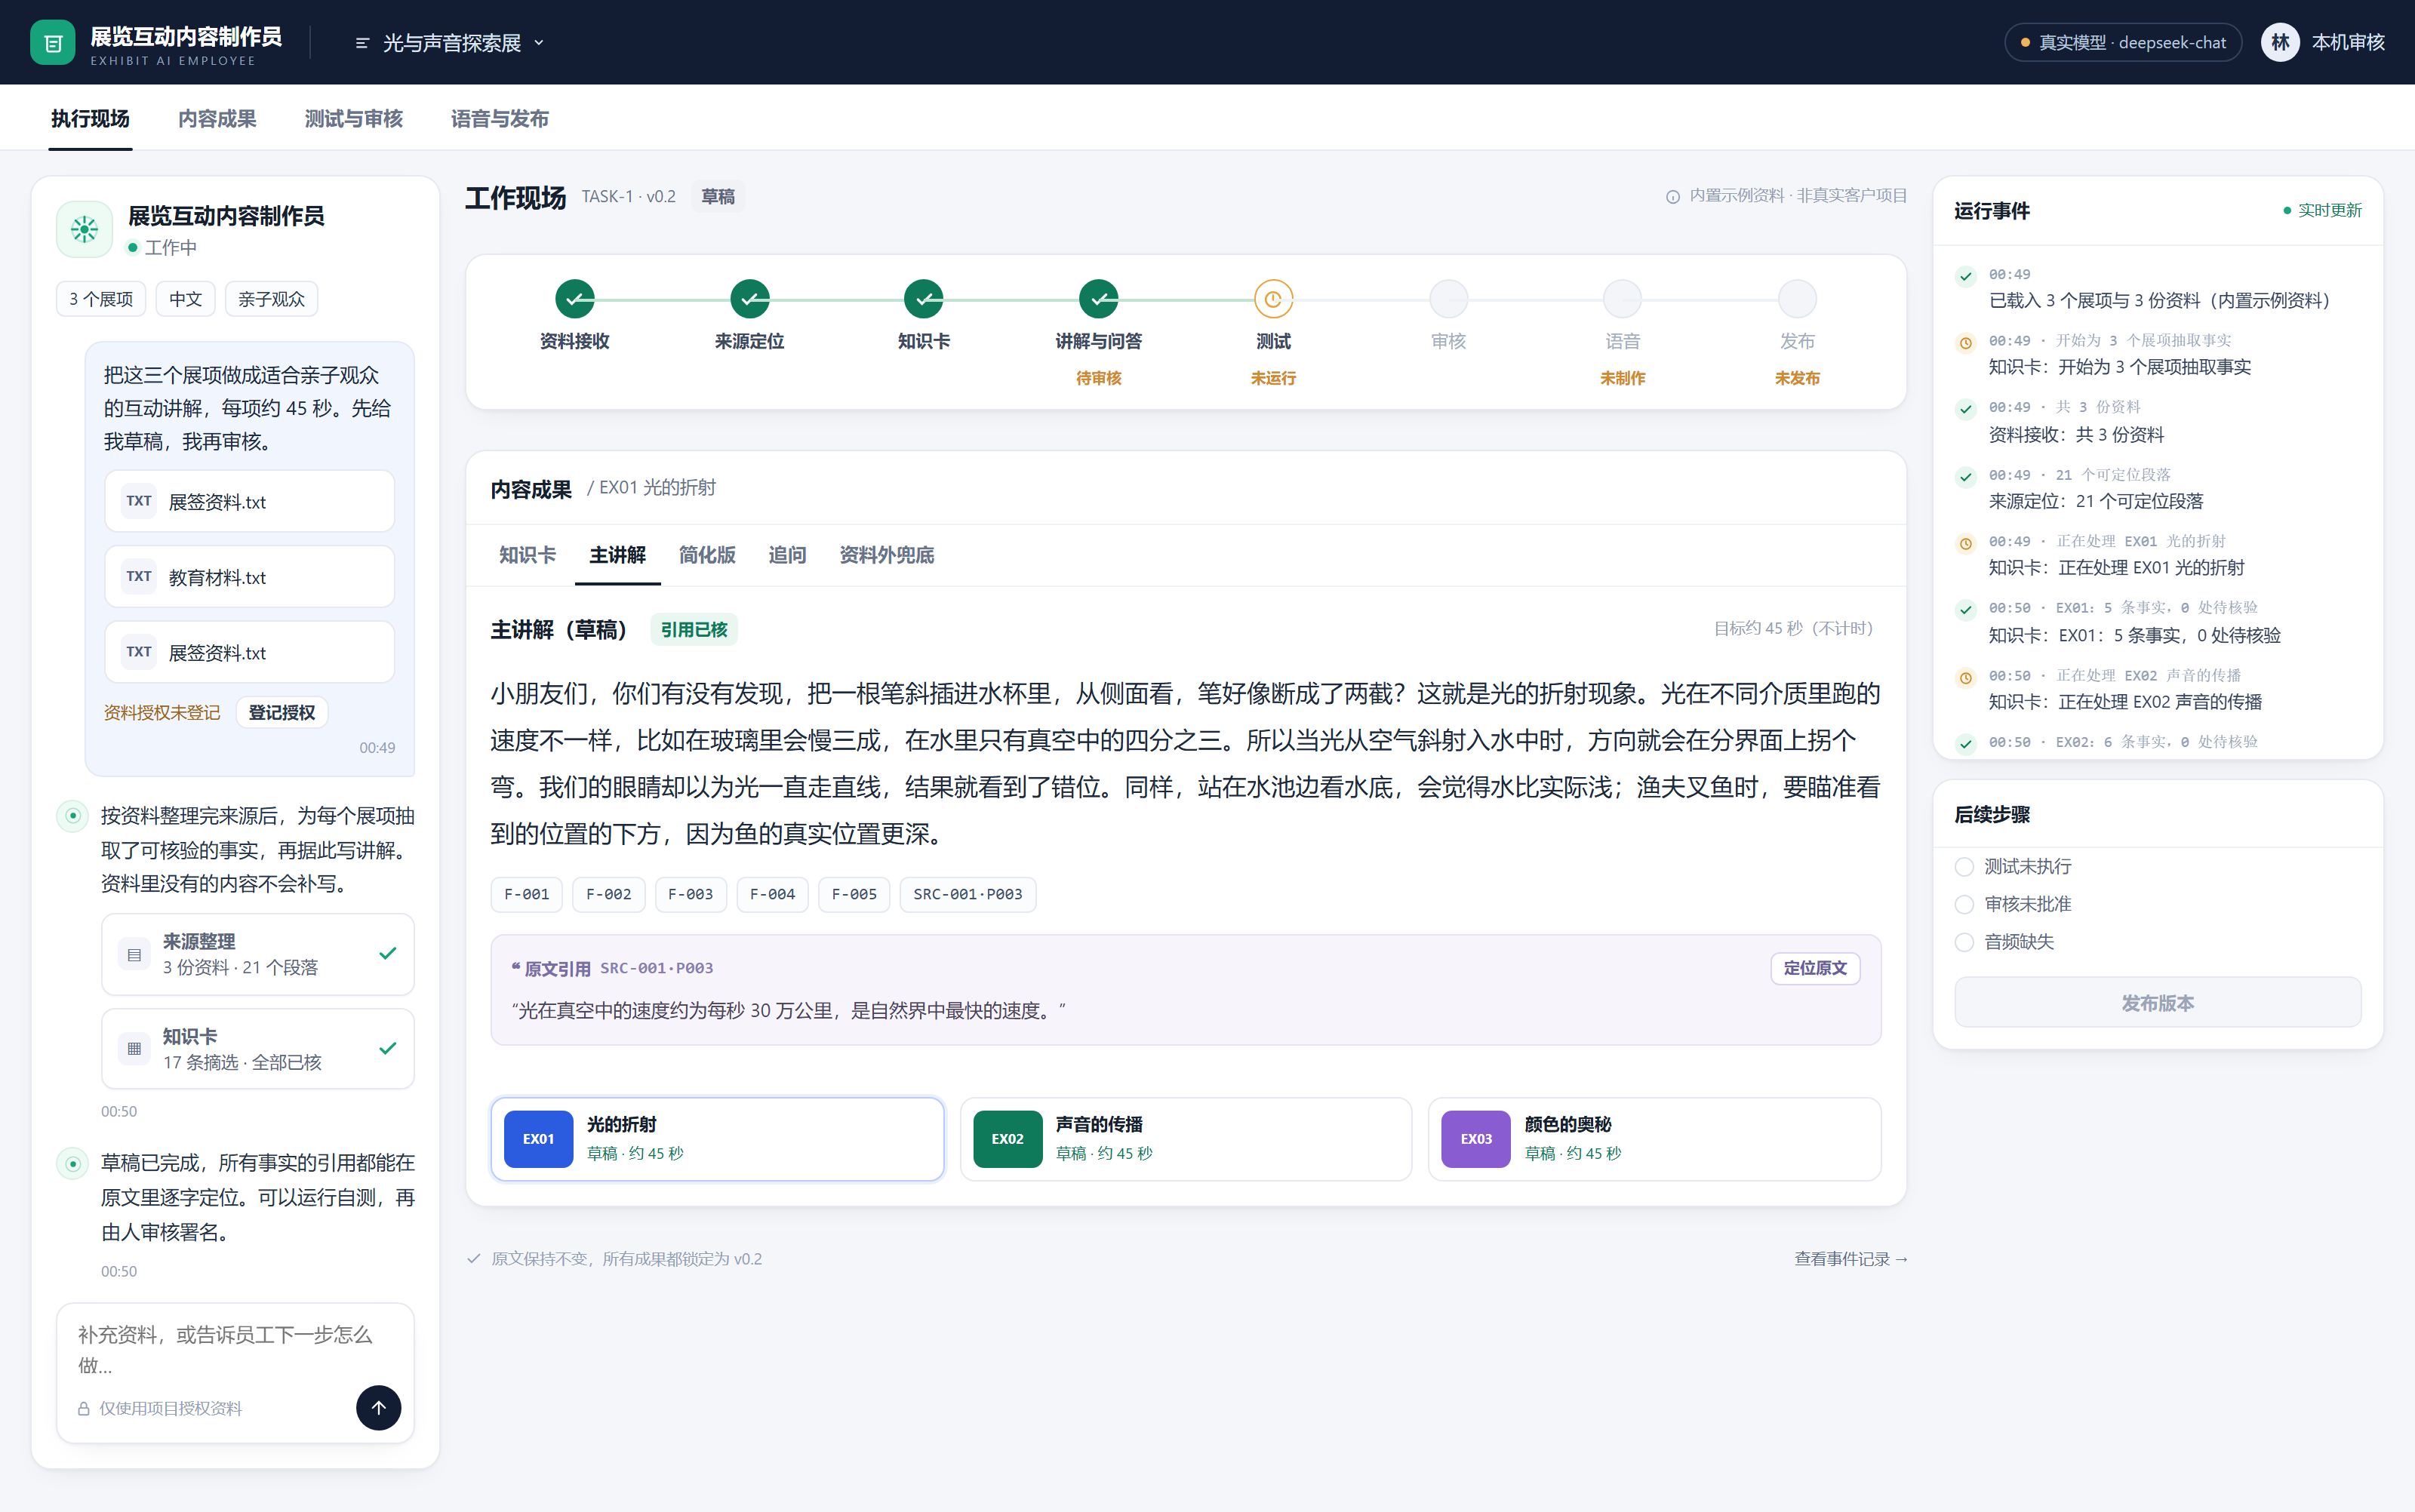 展览互动内容制作员
EXHIBIT AI EMPLOYEE
光与声音探索展
真实模型 · deepseek-chat
林
本机审核
执行现场
内容成果
测试与审核
语音与发布
展览互动内容制作员
工作中
3 个展项
中文
亲子观众
把这三个展项做成适合亲子观众
的互动讲解，每项约 45 秒。先给
我草稿，我再审核。
TXT 展签资料.txt
TXT 教育材料.txt
TXT 展签资料.txt
资料授权未登记
登记授权
00:49
按资料整理完来源后，为每个展项抽
取了可核验的事实，再据此写讲解。
资料里没有的内容不会补写。
来源整理
3 份资料 · 21 个段落
知识卡
17 条摘选 · 全部已核
00:50
草稿已完成，所有事实的引用都能在
原文里逐字定位。可以运行自测，再
由人审核署名。
00:50
补充资料，或告诉员工下一步怎么
做...
仅使用项目授权资料
工作现场
TASK-1 · v0.2
草稿
内置示例资料 · 非真实客户项目
资料接收
来源定位
知识卡
讲解与问答
测试
审核
语音
发布
待审核
未运行
未制作
未发布
内容成果
/ EX01 光的折射
知识卡
主讲解
简化版
追问
资料外兜底
主讲解（草稿）
引用已核
目标约 45 秒（不计时）
小朋友们，你们有没有发现，把一根笔斜插进水杯里，从侧面看，笔好像断成了两截？这就是光的折射现象。光在不同介质里跑的
速度不一样，比如在玻璃里会慢三成，在水里只有真空中的四分之三。所以当光从空气斜射入水中时，方向就会在分界面上拐个
弯。我们的眼睛却以为光一直走直线，结果就看到了错位。同样，站在水池边看水底，会觉得水比实际浅；渔夫叉鱼时，要瞄准看
到的位置的下方，因为鱼的真实位置更深。
F-001
F-002
F-003
F-004
F-005
SRC-001·P003
❝ 原文引用 SRC-001·P003
定位原文
“光在真空中的速度约为每秒 30 万公里，是自然界中最快的速度。”
EX01
光的折射
草稿 · 约 45 秒
EX02
声音的传播
草稿 · 约 45 秒
EX03
颜色的奥秘
草稿 · 约 45 秒
原文保持不变，所有成果都锁定为 v0.2
查看事件记录 →
运行事件
实时更新
00:49
已载入 3 个展项与 3 份资料（内置示例资料）
00:49 · 开始为 3 个展项抽取事实
知识卡：开始为 3 个展项抽取事实
00:49 · 共 3 份资料
资料接收：共 3 份资料
00:49 · 21 个可定位段落
来源定位：21 个可定位段落
00:49 · 正在处理 EX01 光的折射
知识卡：正在处理 EX01 光的折射
00:50 · EX01：5 条事实，0 处待核验
知识卡：EX01：5 条事实，0 处待核验
00:50 · 正在处理 EX02 声音的传播
知识卡：正在处理 EX02 声音的传播
00:50 · EX02：6 条事实，0 处待核验
后续步骤
测试未执行
审核未批准
音频缺失
发布版本